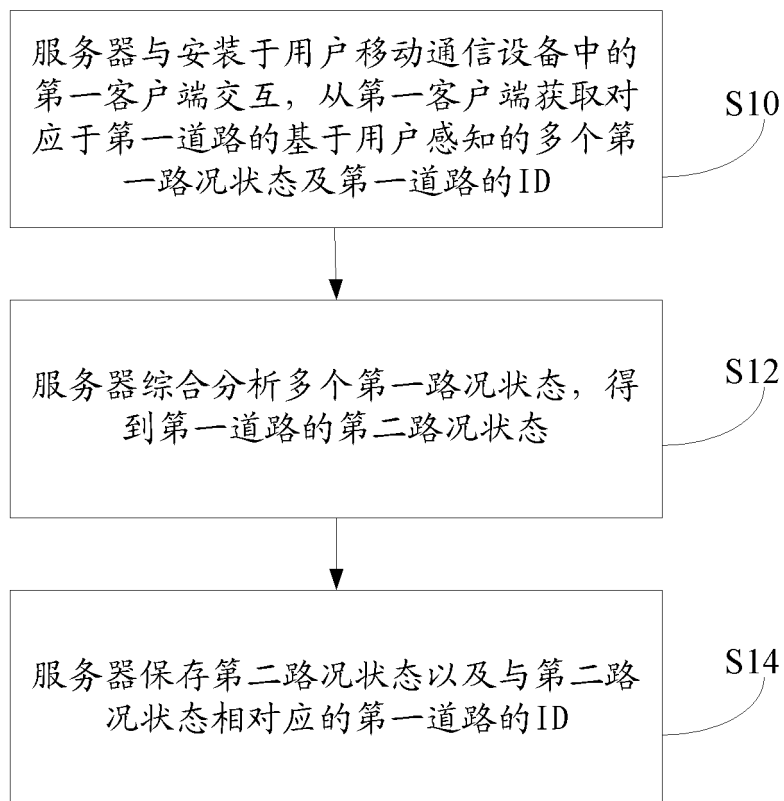 服务器与安装于用户移动通信设备中的
第一客户端交互，从第一客户端获取对
应于第一道路的基于用户感知的多个第
一路况状态及第一道路的ID
S10
服务器综合分析多个第一路况状态，得
到第一道路的第二路况状态
S12
服务器保存第二路况状态以及与第二路
况状态相对应的第一道路的ID
S14